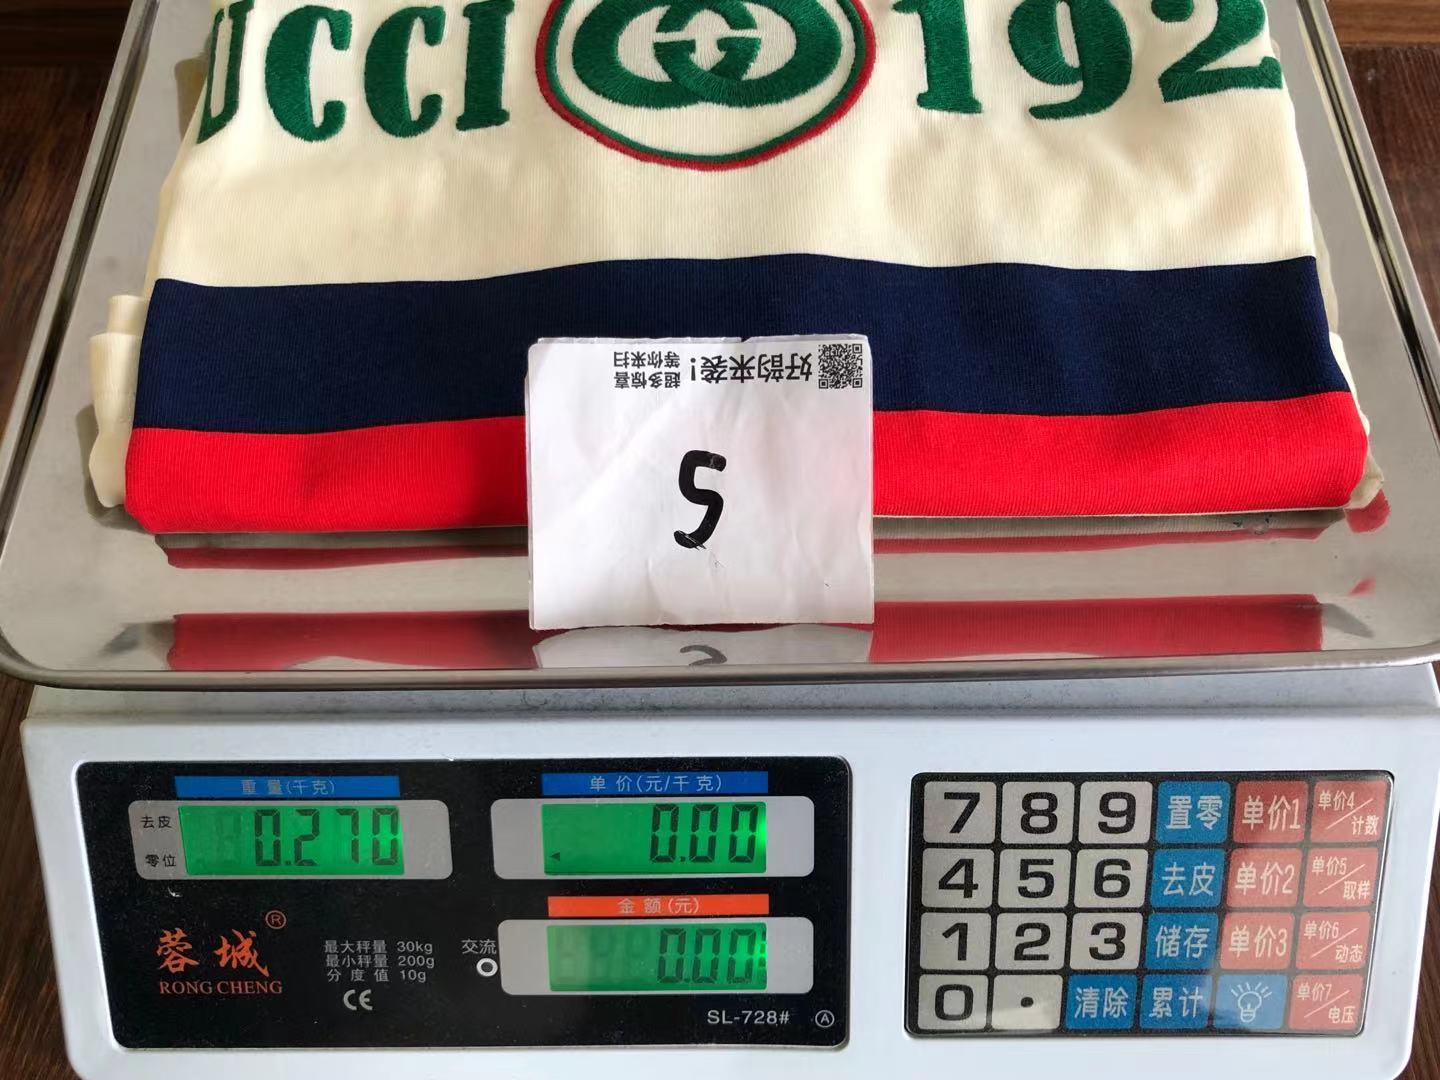 UCCI 192
好韵来袭!
超多惊喜
等你来扫
5
重量(千克)
去皮
零位
0.270
单价(元/千克)
0.00
金额(元)
0.00
蓉城®
RONG CHENG
最大秤量 30kg
最小秤量 200g
分度值 10g
CE
交流
SL-728# A
7 8 9 置零 单价1 单价4/计数
4 5 6 去皮 单价2 单价5/取样
1 2 3 储存 单价3 单价6/动态
0 . 清除 累计 单价7/电压